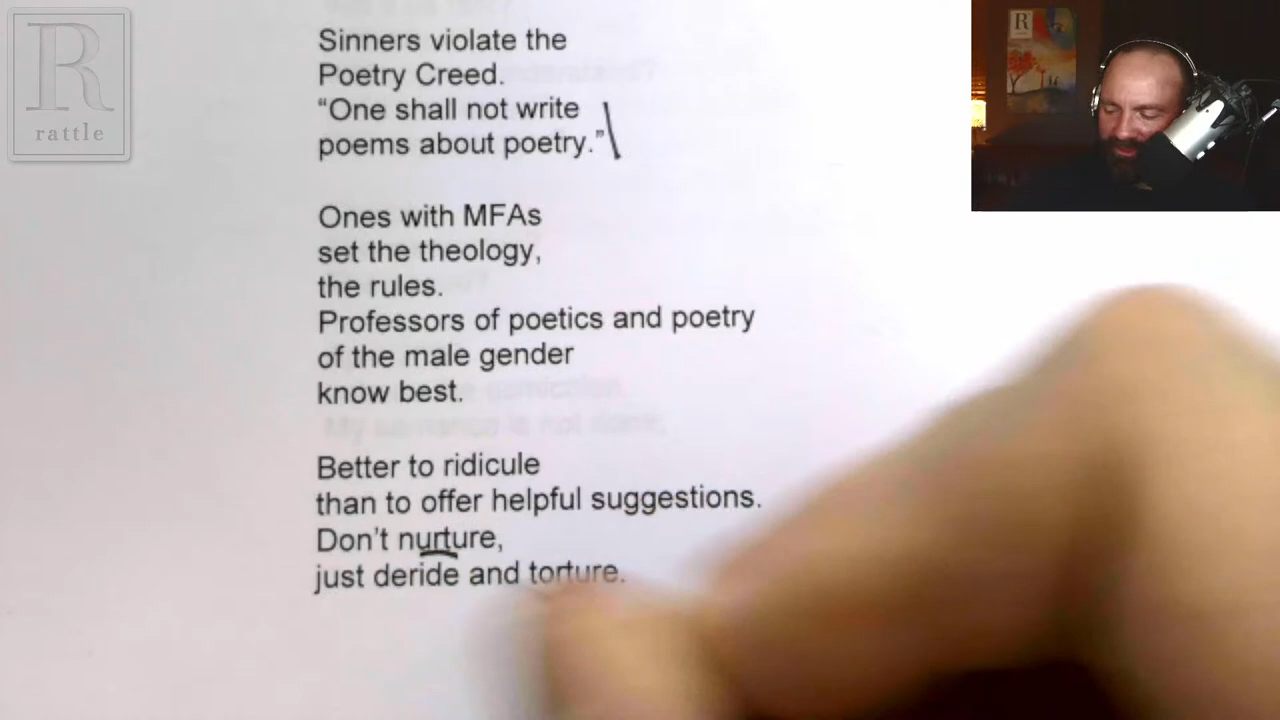 R
rattle
R
Sinners violate the
Poetry Creed.
“One shall not write
poems about poetry.”
Ones with MFAs
set the theology,
the rules.
Professors of poetics and poetry
of the male gender
know best.
Better to ridicule
than to offer helpful suggestions.
Don't nurture,
just deride and torture.